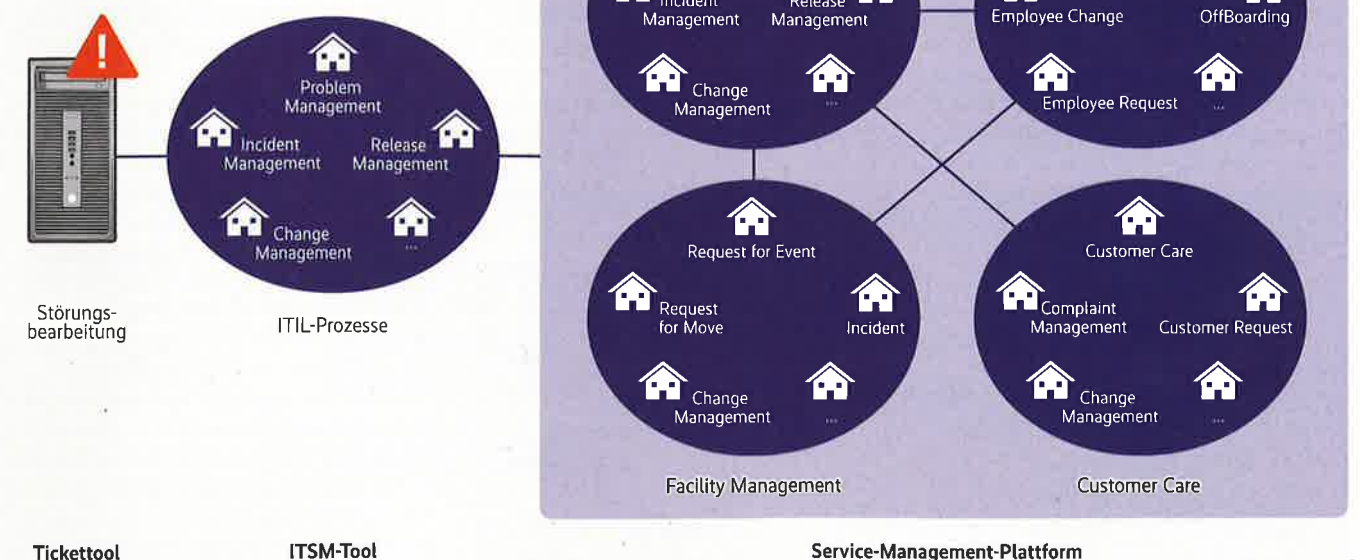 Incident
Management
Release
Management
Employee Change
OffBoarding
Change
Management
...
Employee Request
...
!
Problem
Management
Incident
Management
Release
Management
Change
Management
...
Störungs-
bearbeitung
ITIL-Prozesse
Request for Event
Request
for Move
Incident
Change
Management
...
Facility Management
Customer Care
Complaint
Management
Customer Request
Change
Management
...
Customer Care
Tickettool
ITSM-Tool
Service-Management-Plattform